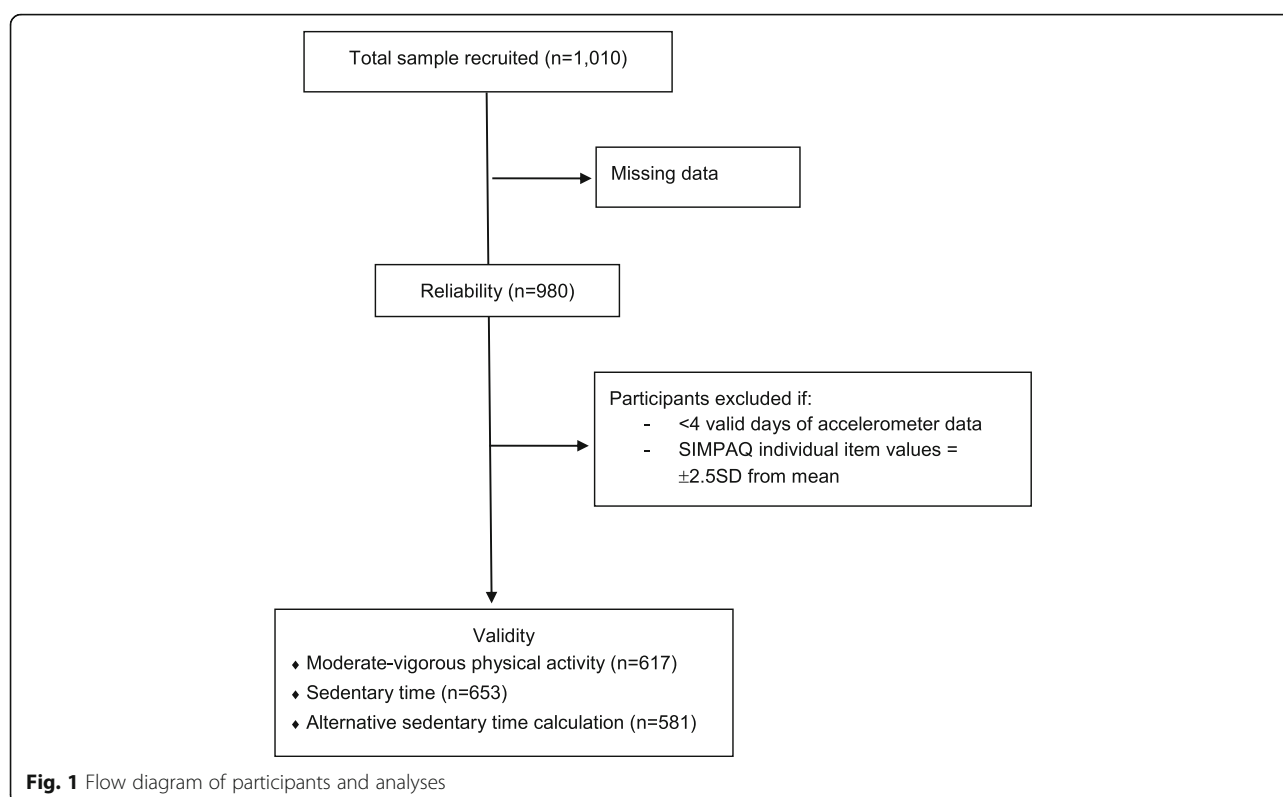 Total sample recruited (n=1,010)
Missing data
Reliability (n=980)
Participants excluded if:
- <4 valid days of accelerometer data
- SIMPAQ individual item values =
±2.5SD from mean
Validity
♦ Moderate-vigorous physical activity (n=617)
♦ Sedentary time (n=653)
♦ Alternative sedentary time calculation (n=581)
Fig. 1 Flow diagram of participants and analyses